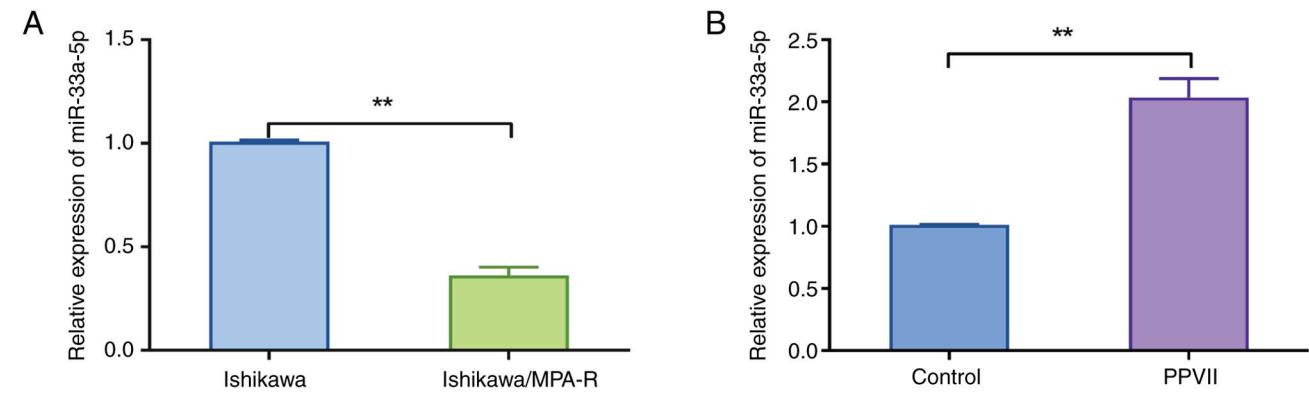 A
Relative expression of miR-33a-5p
1.5
1.0
0.5
0.0
**
Ishikawa
Ishikawa/MPA-R
B
Relative expression of miR-33a-5p
2.5
2.0
1.5
1.0
0.5
0.0
**
Control
PPVII